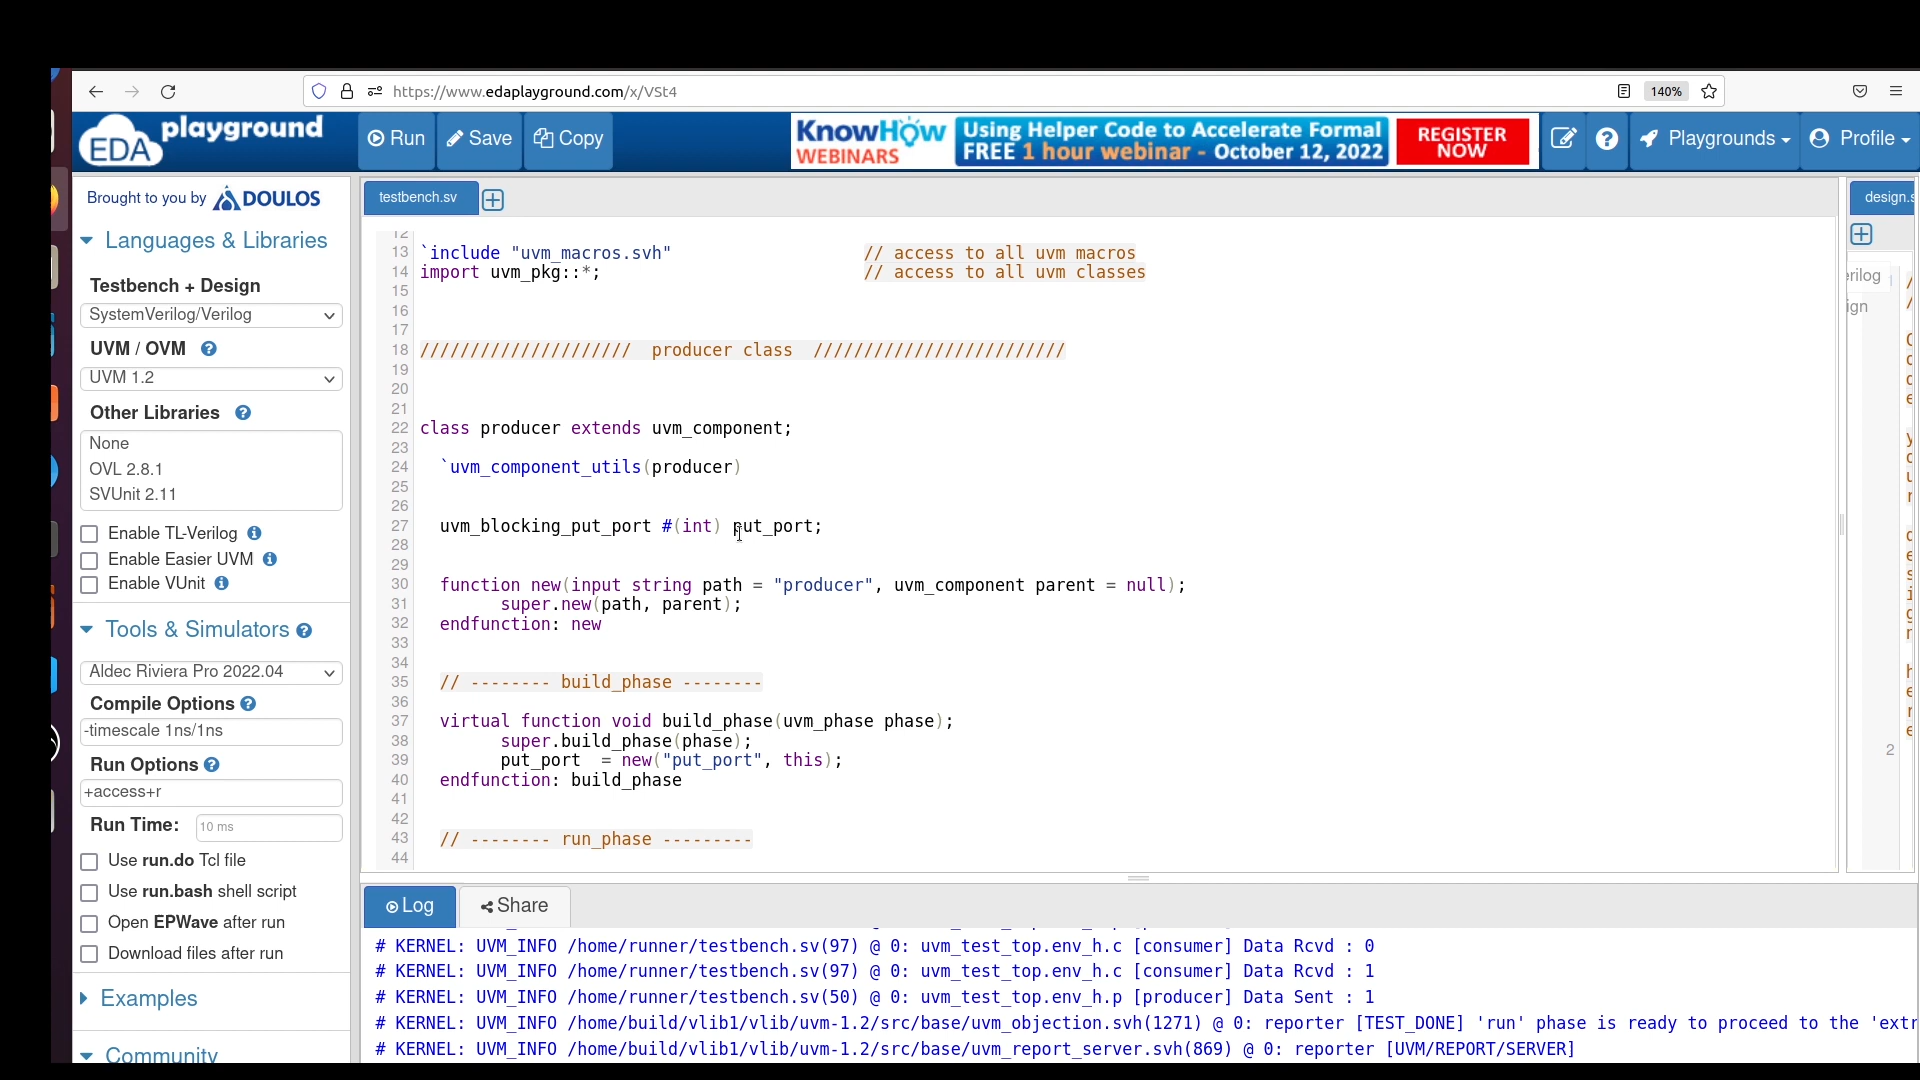 https://www.edaplayground.com/x/VSt4
140%
EDA playground
Run
Save
Copy
KnowHow WEBINARS
Using Helper Code to Accelerate Formal
FREE 1 hour webinar - October 12, 2022
REGISTER NOW
Playgrounds
Profile
Brought to you by DOULOS
Languages & Libraries
Testbench + Design
SystemVerilog/Verilog
UVM / OVM
UVM 1.2
Other Libraries
None
OVL 2.8.1
SVUnit 2.11
Enable TL-Verilog
Enable Easier UVM
Enable VUnit
Tools & Simulators
Aldec Riviera Pro 2022.04
Compile Options
-timescale 1ns/1ns
Run Options
+access+r
Run Time: 10 ms
Use run.do Tcl file
Use run.bash shell script
Open EPWave after run
Download files after run
Examples
Community
testbench.sv
12
13 `include "uvm_macros.svh" // access to all uvm macros
14 import uvm_pkg::*; // access to all uvm classes
15
16
17
18 ///////////////////// producer class /////////////////////////
19
20
21
22 class producer extends uvm_component;
23
24 `uvm_component_utils(producer)
25
26
27 uvm_blocking_put_port #(int) put_port;
28
29
30 function new(input string path = "producer", uvm_component parent = null);
31 super.new(path, parent);
32 endfunction: new
33
34
35 // -------- build_phase --------
36
37 virtual function void build_phase(uvm_phase phase);
38 super.build_phase(phase);
39 put_port = new("put_port", this);
40 endfunction: build_phase
41
42
43 // -------- run_phase ---------
44
design.s
erilog
ign
2
Log
Share
# KERNEL: UVM_INFO /home/runner/testbench.sv(97) @ 0: uvm_test_top.env_h.c [consumer] Data Rcvd : 0
# KERNEL: UVM_INFO /home/runner/testbench.sv(97) @ 0: uvm_test_top.env_h.c [consumer] Data Rcvd : 1
# KERNEL: UVM_INFO /home/runner/testbench.sv(50) @ 0: uvm_test_top.env_h.p [producer] Data Sent : 1
# KERNEL: UVM_INFO /home/build/vlib1/vlib/uvm-1.2/src/base/uvm_objection.svh(1271) @ 0: reporter [TEST_DONE] 'run' phase is ready to proceed to the 'extr
# KERNEL: UVM_INFO /home/build/vlib1/vlib/uvm-1.2/src/base/uvm_report_server.svh(869) @ 0: reporter [UVM/REPORT/SERVER]